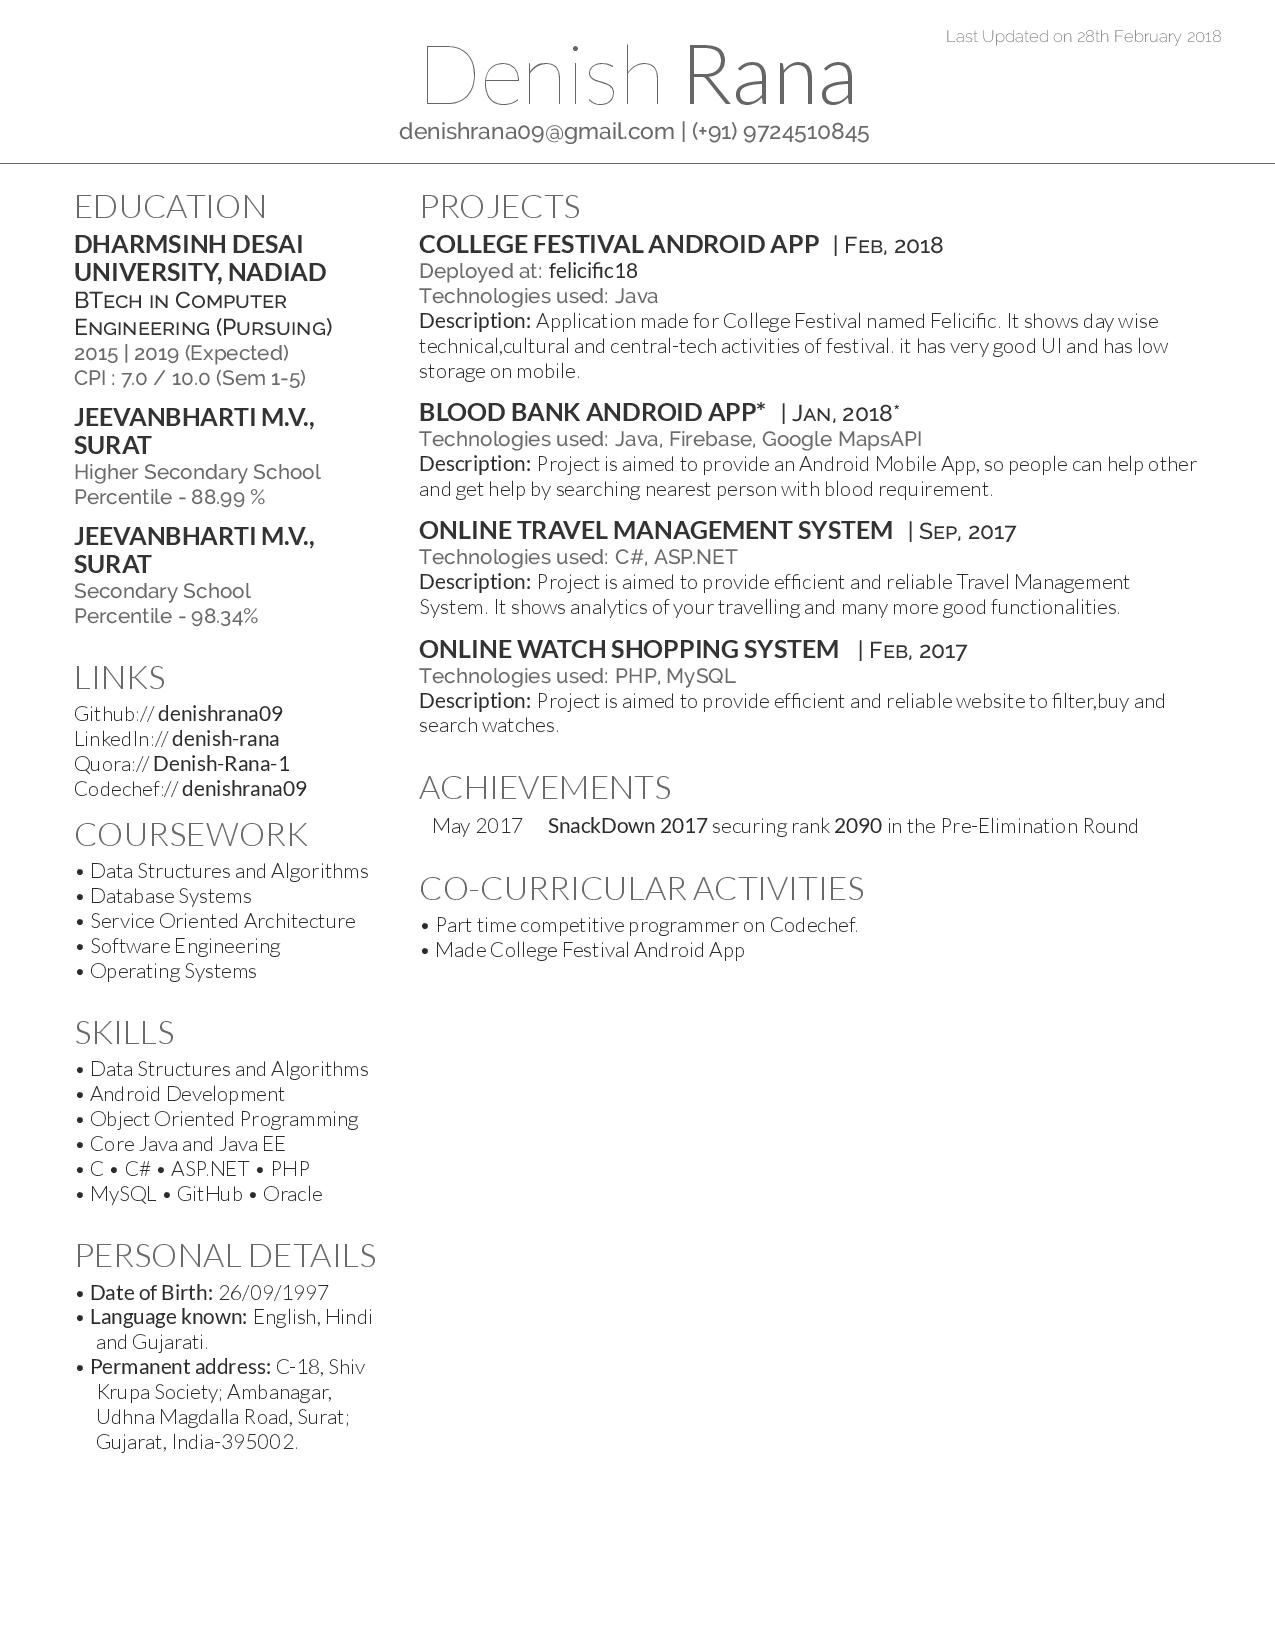 Last Updated on 28th February 2018
Denish Rana
denishrana09@gmail.com | (+91) 9724510845
EDUCATION
DHARMSINH DESAI
UNIVERSITY, NADIAD
BTech in Computer
Engineering (Pursuing)
2015 | 2019 (Expected)
CPI : 7.0 / 10.0 (Sem 1-5)
JEEVANBHARTI M.V.,
SURAT
Higher Secondary School
Percentile - 88.99 %
JEEVANBHARTI M.V.,
SURAT
Secondary School
Percentile - 98.34%
LINKS
Github:// denishrana09
LinkedIn:// denish-rana
Quora:// Denish-Rana-1
Codechef:// denishrana09
COURSEWORK
• Data Structures and Algorithms
• Database Systems
• Service Oriented Architecture
• Software Engineering
• Operating Systems
SKILLS
• Data Structures and Algorithms
• Android Development
• Object Oriented Programming
• Core Java and Java EE
• C • C# • ASP.NET • PHP
• MySQL • GitHub • Oracle
PERSONAL DETAILS
• Date of Birth: 26/09/1997
• Language known: English, Hindi
and Gujarati.
• Permanent address: C-18, Shiv
Krupa Society; Ambanagar,
Udhna Magdalla Road, Surat;
Gujarat, India-395002.
PROJECTS
COLLEGE FESTIVAL ANDROID APP | Feb, 2018
Deployed at: felicific18
Technologies used: Java
Description: Application made for College Festival named Felicific. It shows day wise
technical,cultural and central-tech activities of festival. it has very good UI and has low
storage on mobile.
BLOOD BANK ANDROID APP* | Jan, 2018*
Technologies used: Java, Firebase, Google MapsAPI
Description: Project is aimed to provide an Android Mobile App, so people can help other
and get help by searching nearest person with blood requirement.
ONLINE TRAVEL MANAGEMENT SYSTEM | Sep, 2017
Technologies used: C#, ASP.NET
Description: Project is aimed to provide efficient and reliable Travel Management
System. It shows analytics of your travelling and many more good functionalities.
ONLINE WATCH SHOPPING SYSTEM | Feb, 2017
Technologies used: PHP, MySQL
Description: Project is aimed to provide efficient and reliable website to filter,buy and
search watches.
ACHIEVEMENTS
May 2017 SnackDown 2017 securing rank 2090 in the Pre-Elimination Round
CO-CURRICULAR ACTIVITIES
• Part time competitive programmer on Codechef.
• Made College Festival Android App